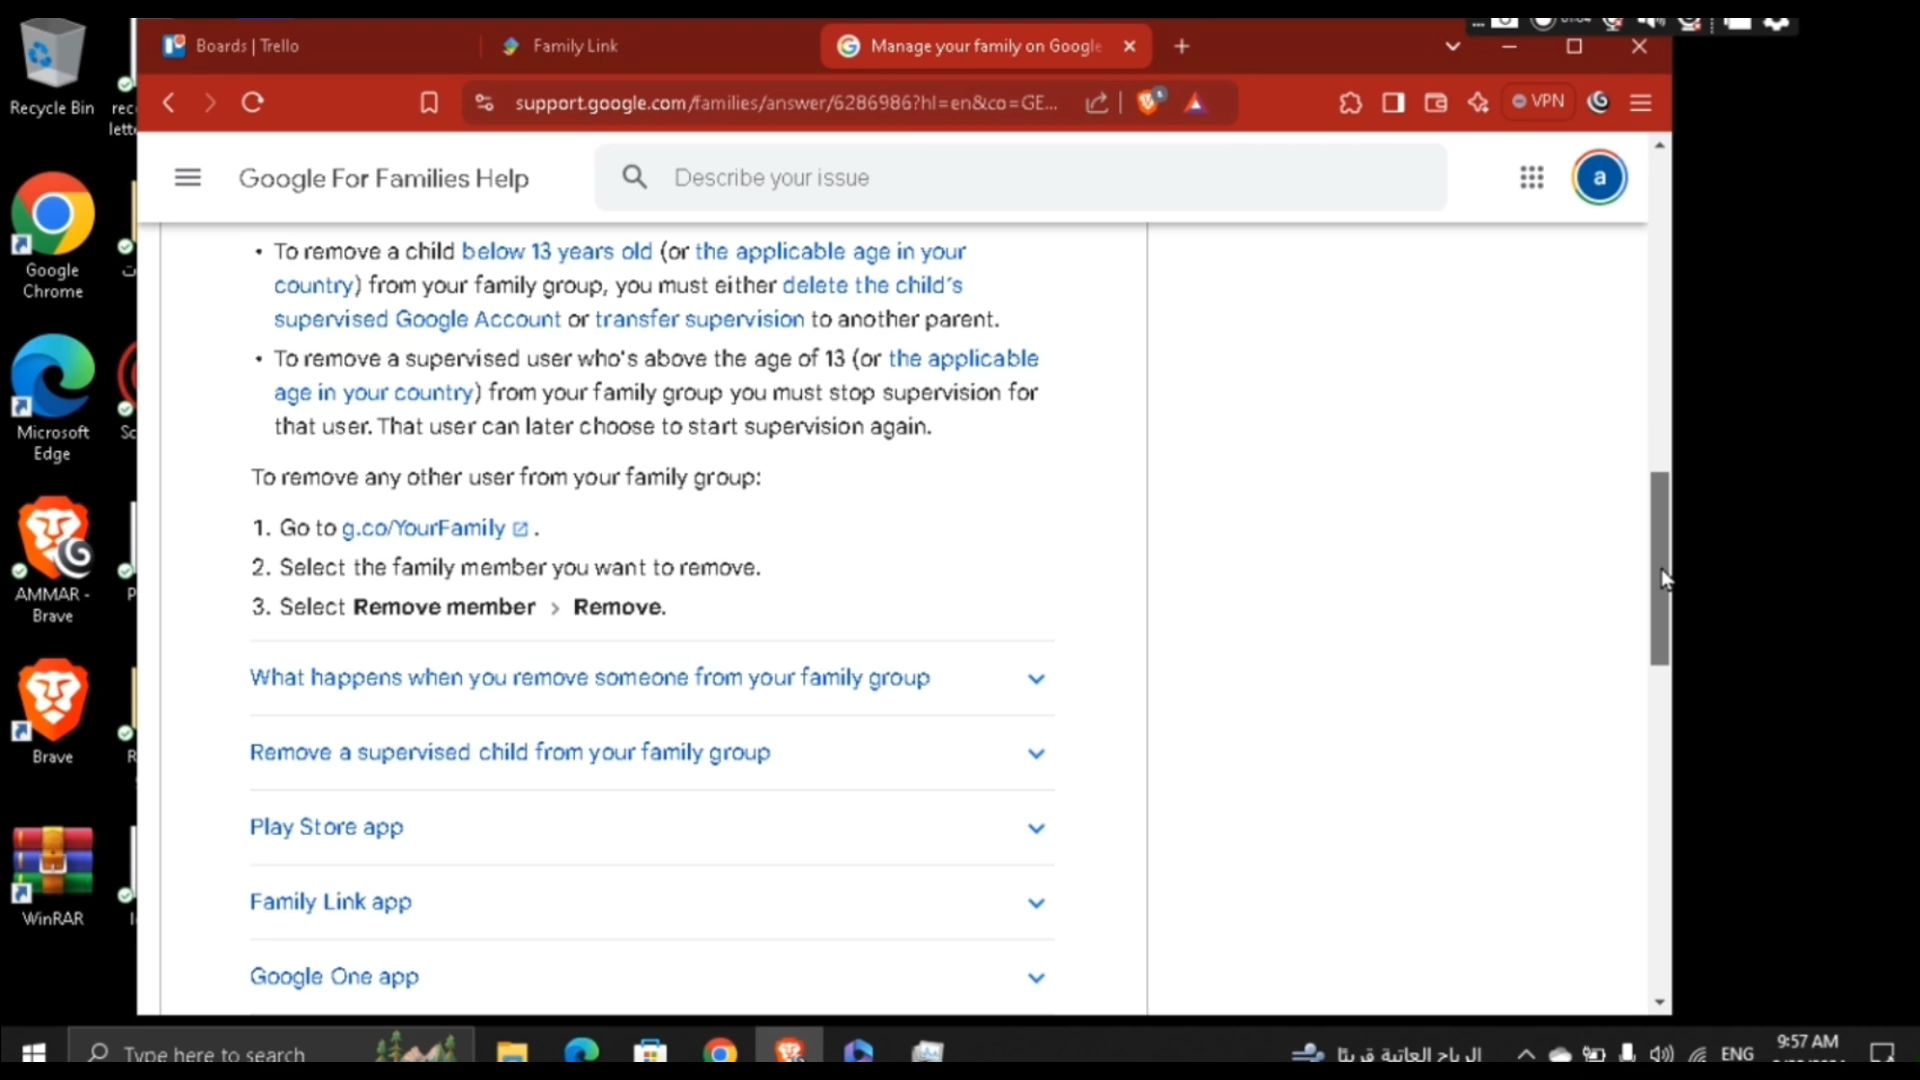 Boards | Trello
Family Link
Manage your family on Google
support.google.com/families/answer/6286986?hl=en&co=GE...
VPN
Google For Families Help
Describe your issue
a
• To remove a child below 13 years old (or the applicable age in your
country) from your family group, you must either delete the child's
supervised Google Account or transfer supervision to another parent.
• To remove a supervised user who's above the age of 13 (or the applicable
age in your country) from your family group you must stop supervision for
that user. That user can later choose to start supervision again.
To remove any other user from your family group:
1. Go to g.co/YourFamily .
2. Select the family member you want to remove.
3. Select Remove member > Remove.
What happens when you remove someone from your family group
Remove a supervised child from your family group
Play Store app
Family Link app
Google One app
Recycle Bin
rec
lette
Google
Chrome
Microsoft
Edge
Sc
AMMAR -
Brave
P
Brave
R
WinRAR
Type here to search
الرياح العاتية قريبًا
ENG
9:57 AM